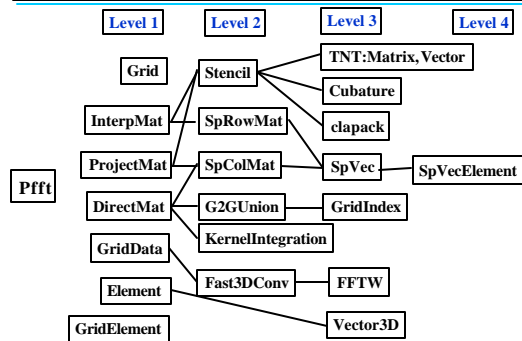 Level 1 Level 2 Level 3 Level 4
TNT:Matrix,Vector
Grid Stencil
Cubature
InterpMat SpRowMat clapack
ProjectMat SpColMat SpVec SpVecElement
Pfft
DirectMat G2GUnion GridIndex
KernelIntegration
GridData
Fast3DConv FFTW
Element
GridElement Vector3D